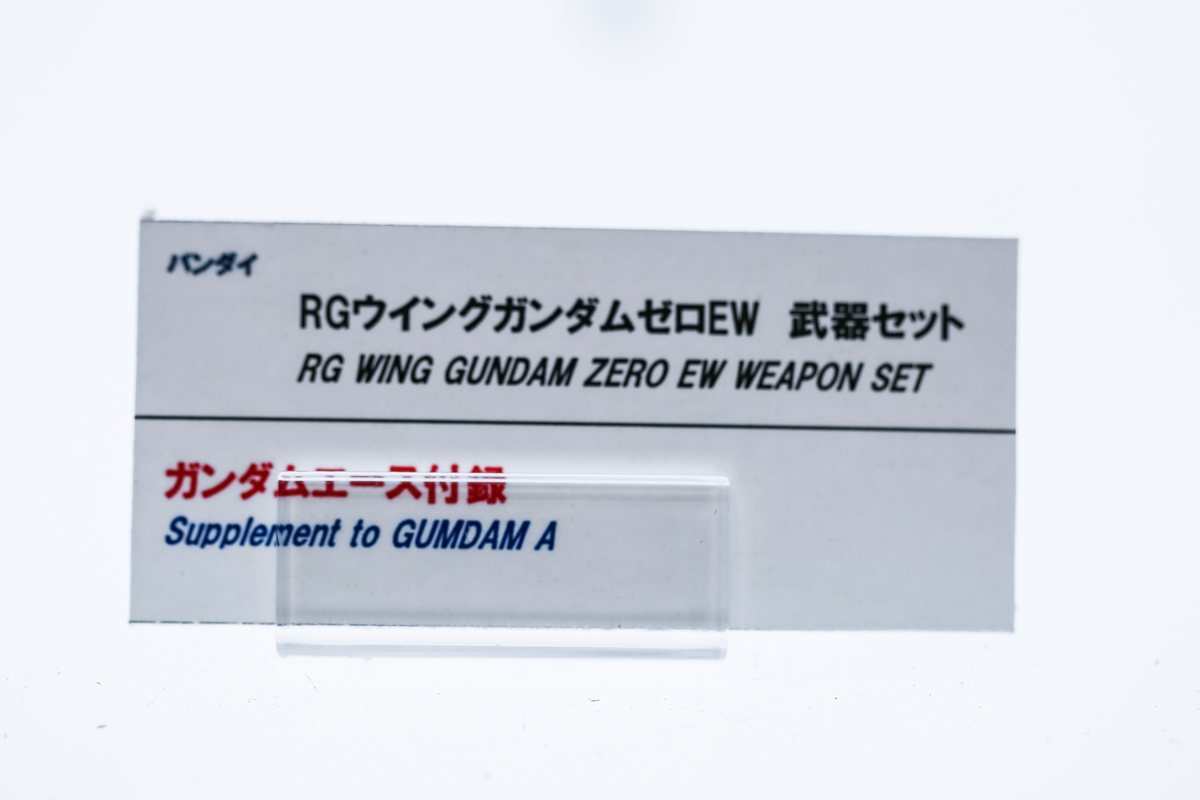 バンダイ
RGウイングガンダムゼロEW 武器セット
RG WING GUNDAM ZERO EW WEAPON SET
ガンダムエース付録
Supplement to GUMDAM A